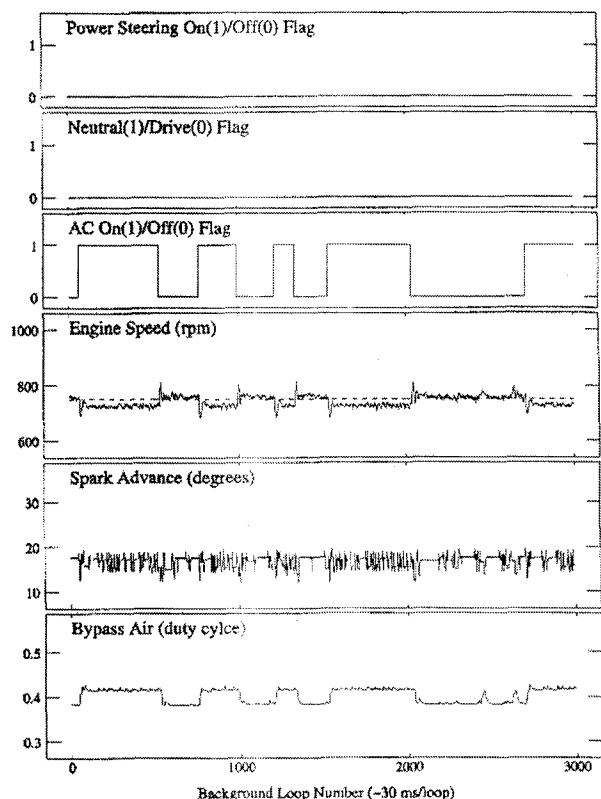 Power Steering On(1)/Off(0) Flag
1
0
Neutral(1)/Drive(0) Flag
1
0
AC On(1)/Off(0) Flag
1
0
Engine Speed (rpm)
1000
800
600
Spark Advance (degrees)
30
20
10
Bypass Air (duty cylce)
0.5
0.4
0.3
0
1000
2000
3000
Background Loop Number (~30 ms/loop)